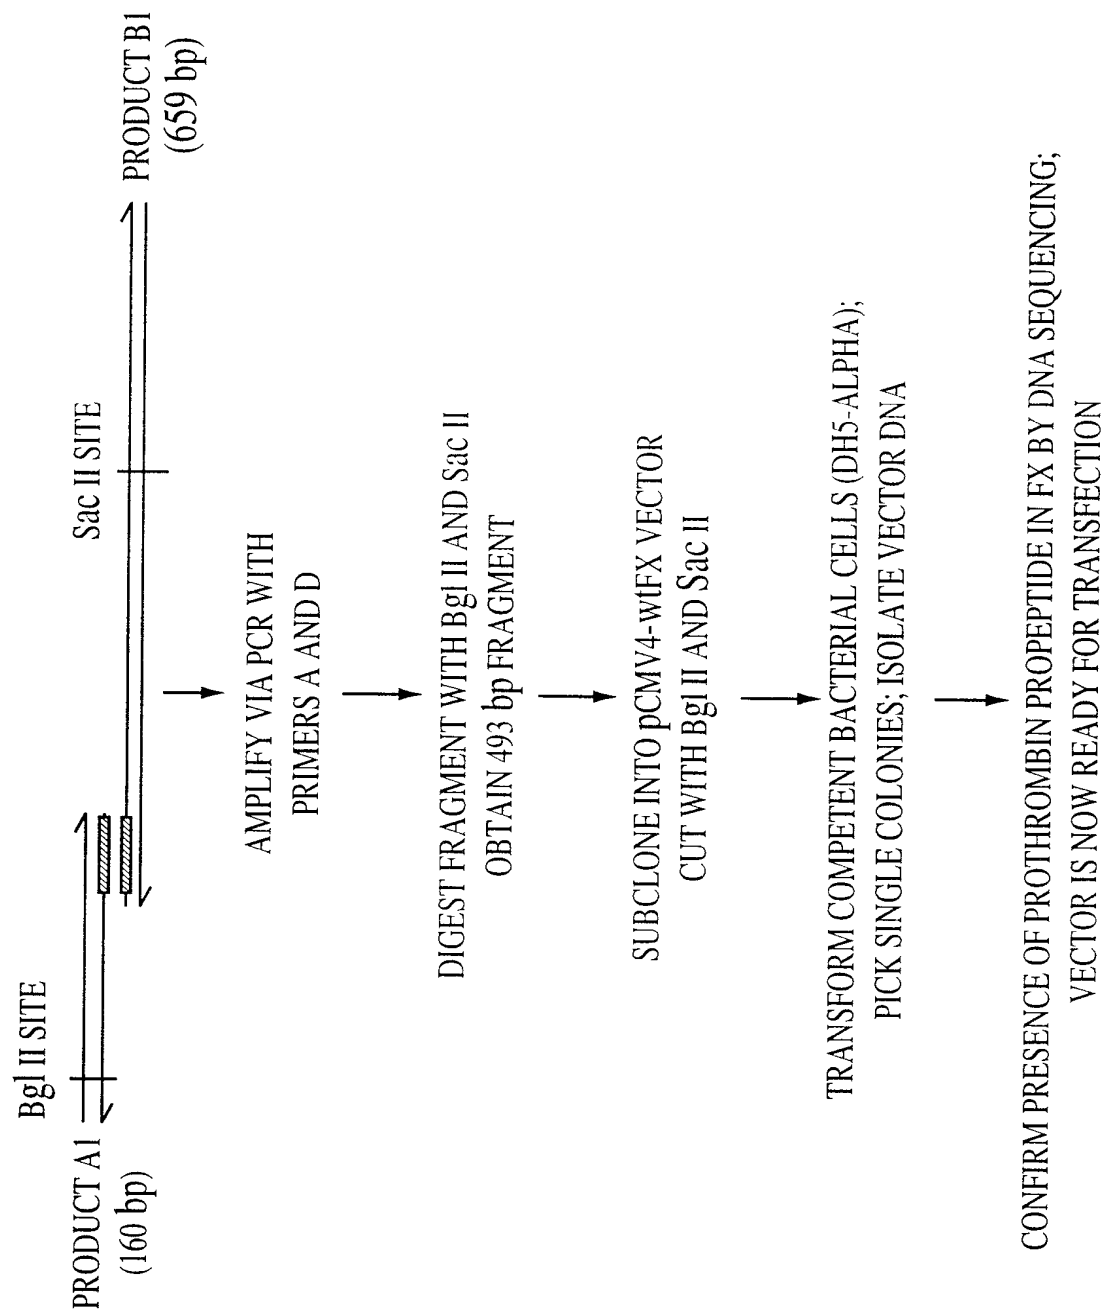 Bgl II SITE
Sac II SITE
PRODUCT A1
(160 bp)
PRODUCT B1
(659 bp)
AMPLIFY VIA PCR WITH
PRIMERS A AND D
DIGEST FRAGMENT WITH Bgl II AND Sac II
OBTAIN 493 bp FRAGMENT
SUBCLONE INTO pCMV4-wtFX VECTOR
CUT WITH Bgl II AND Sac II
TRANSFORM COMPETENT BACTERIAL CELLS (DH5-ALPHA);
PICK SINGLE COLONIES; ISOLATE VECTOR DNA
CONFIRM PRESENCE OF PROTHROMBIN PROPEPTIDE IN FX BY DNA SEQUENCING;
VECTOR IS NOW READY FOR TRANSFECTION